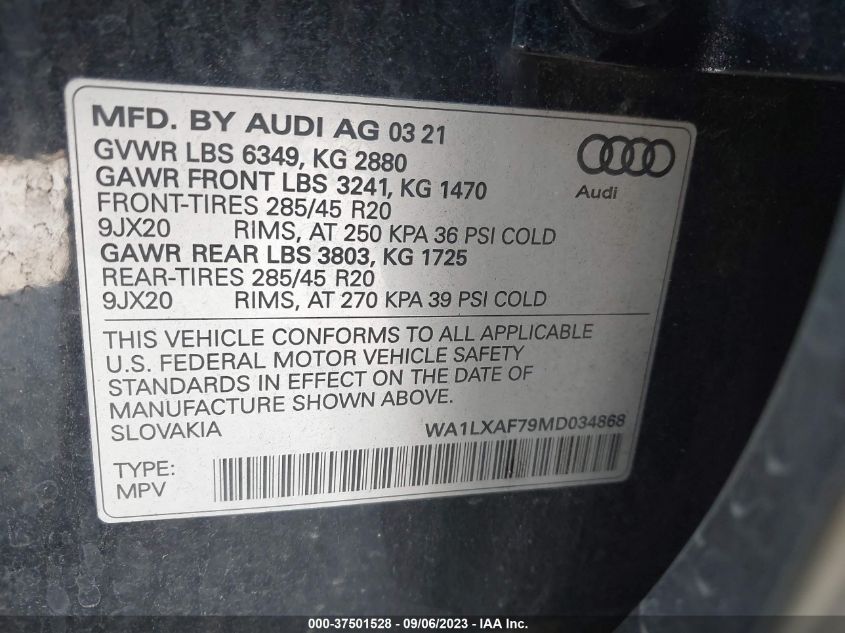 MFD. BY AUDI AG 03 21
GVWR LBS 6349, KG 2880
GAWR FRONT LBS 3241, KG 1470
FRONT-TIRES 285/45 R20
9JX20 RIMS, AT 250 KPA 36 PSI COLD
GAWR REAR LBS 3803, KG 1725
REAR-TIRES 285/45 R20
9JX20 RIMS, AT 270 KPA 39 PSI COLD
Audi
THIS VEHICLE CONFORMS TO ALL APPLICABLE
U.S. FEDERAL MOTOR VEHICLE SAFETY
STANDARDS IN EFFECT ON THE DATE OF
MANUFACTURE SHOWN ABOVE.
SLOVAKIA WA1LXAF79MD034868
TYPE:
MPV
000-37501528 - 09/06/2023 - IAAI.COM.